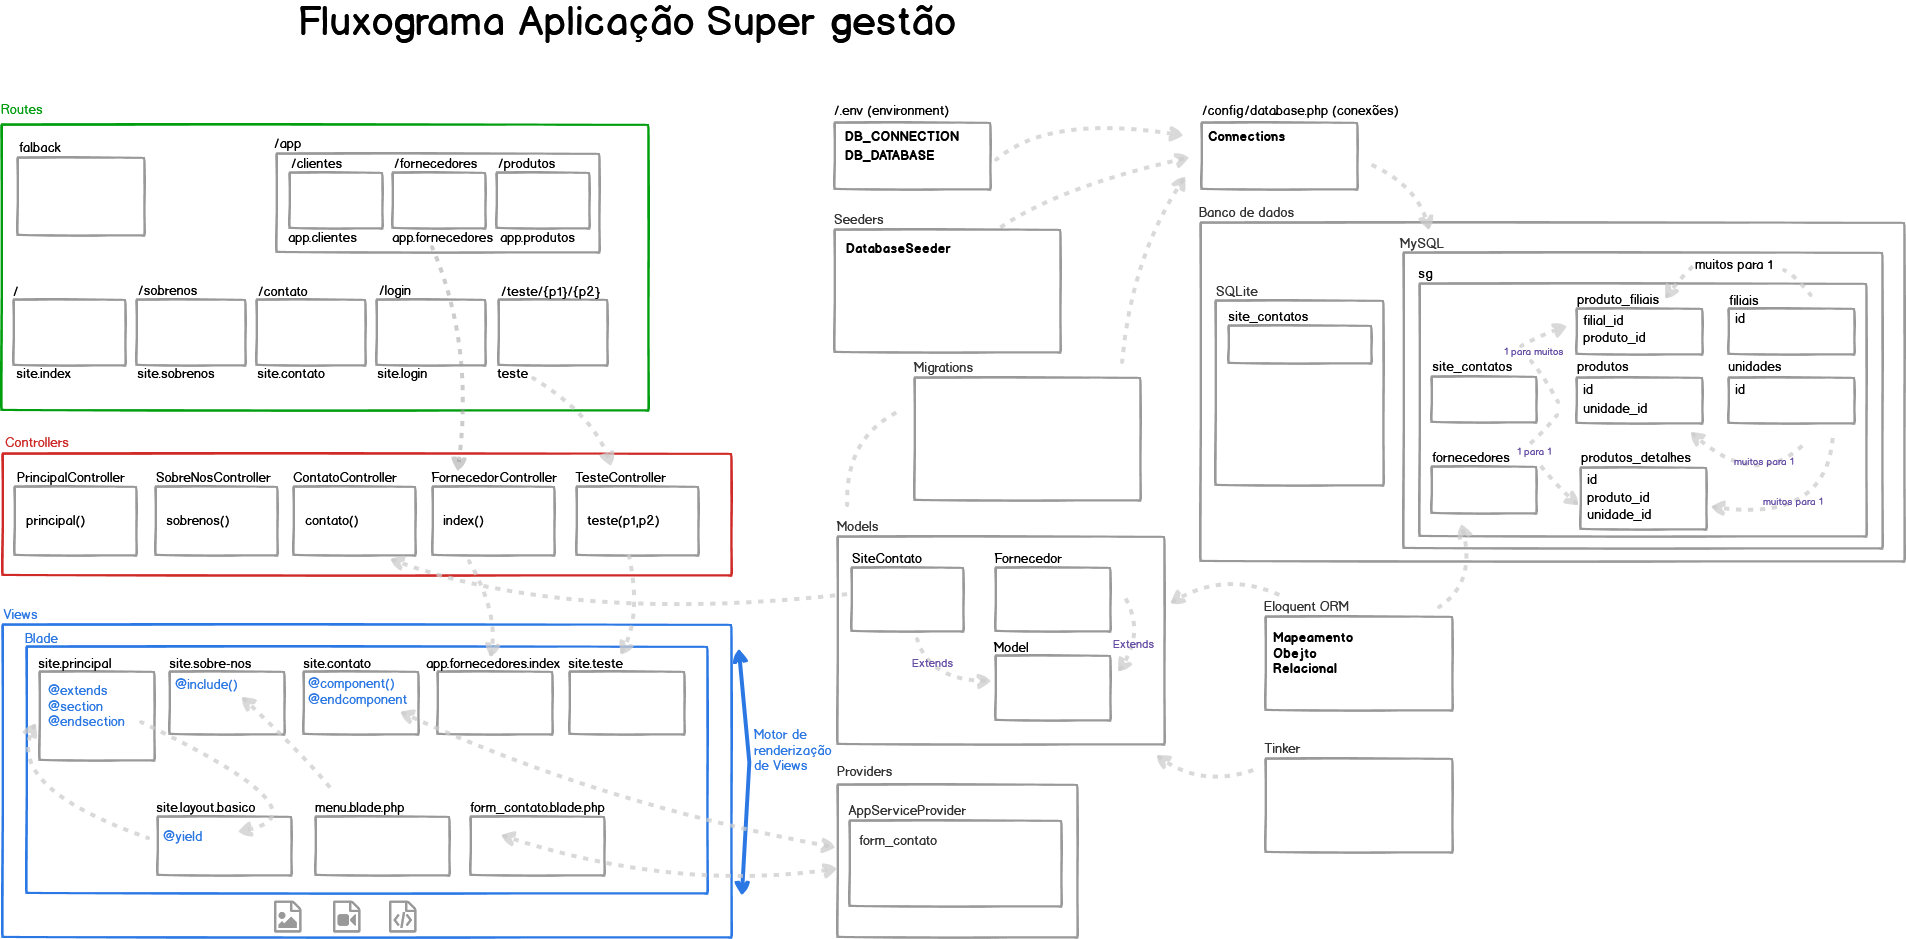 Fluxograma Aplicação Super gestão
Routes
falback
/app
/clientes
/fornecedores
/produtos
app.clientes
app.fornecedores
app.produtos
/
/sobrenos
/contato
/login
/teste/{p1}/{p2}
site.index
site.sobrenos
site.contato
site.login
teste
Controllers
PrincipalController
SobreNosController
ContatoController
FornecedorController
TesteController
principal()
sobrenos()
contato()
index()
teste(p1,p2)
Views
Blade
site.principal
@extends
@section
@endsection
site.sobre-nos
@include()
site.contato
@component()
@endcomponent
app.fornecedores.index
site.teste
site.layout.basico
@yield
menu.blade.php
form_contato.blade.php
Motor de
renderização
de Views
/.env (environment)
DB_CONNECTION
DB_DATABASE
/config/database.php (conexões)
Connections
Seeders
DatabaseSeeder
Migrations
Models
SiteContato
Fornecedor
Model
Extends
Extends
Providers
AppServiceProvider
form_contato
Banco de dados
SQLite
site_contatos
MySQL
sg
muitos para 1
produto_filiais
filial_id
produto_id
filiais
id
1 para muitos
site_contatos
produtos
id
unidade_id
unidades
id
fornecedores
1 para 1
produtos_detalhes
id
produto_id
unidade_id
muitos para 1
muitos para 1
Eloquent ORM
Mapeamento
Obejto
Relacional
Tinker